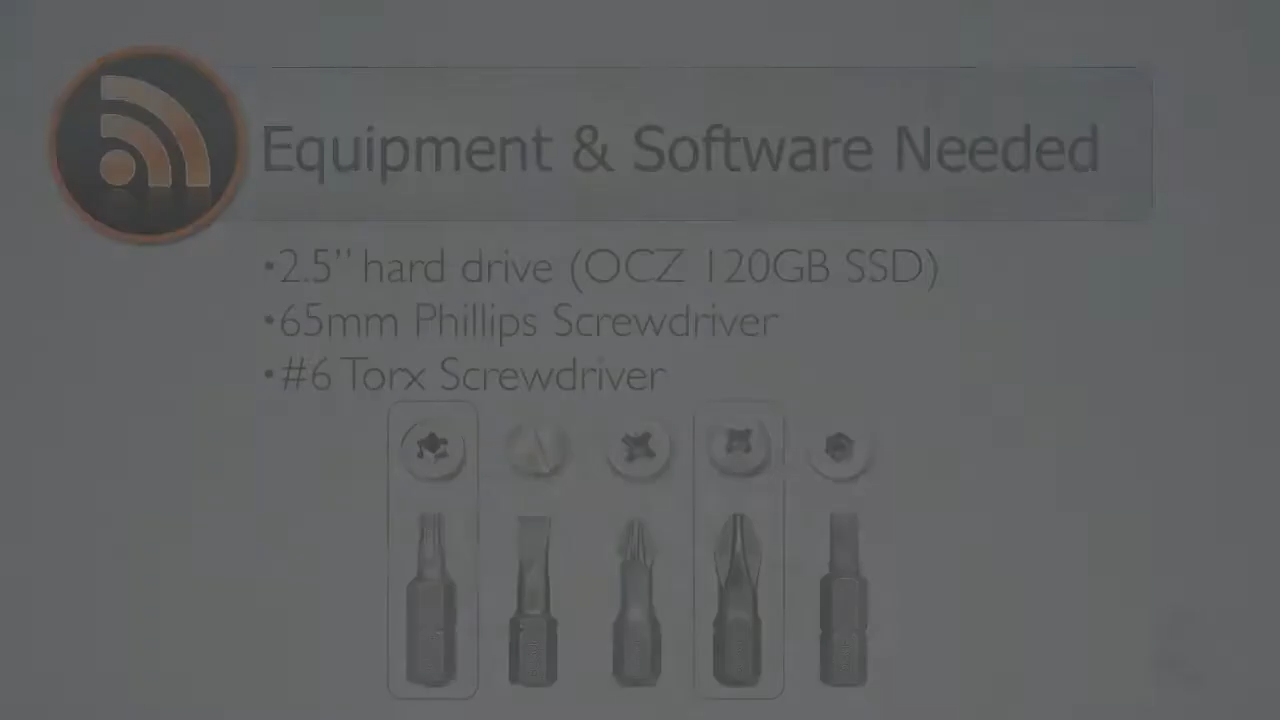 Equipment & Software Needed
•2.5” hard drive (OCZ 120GB SSD)
•65mm Phillips Screwdriver
•#6 Torx Screwdriver